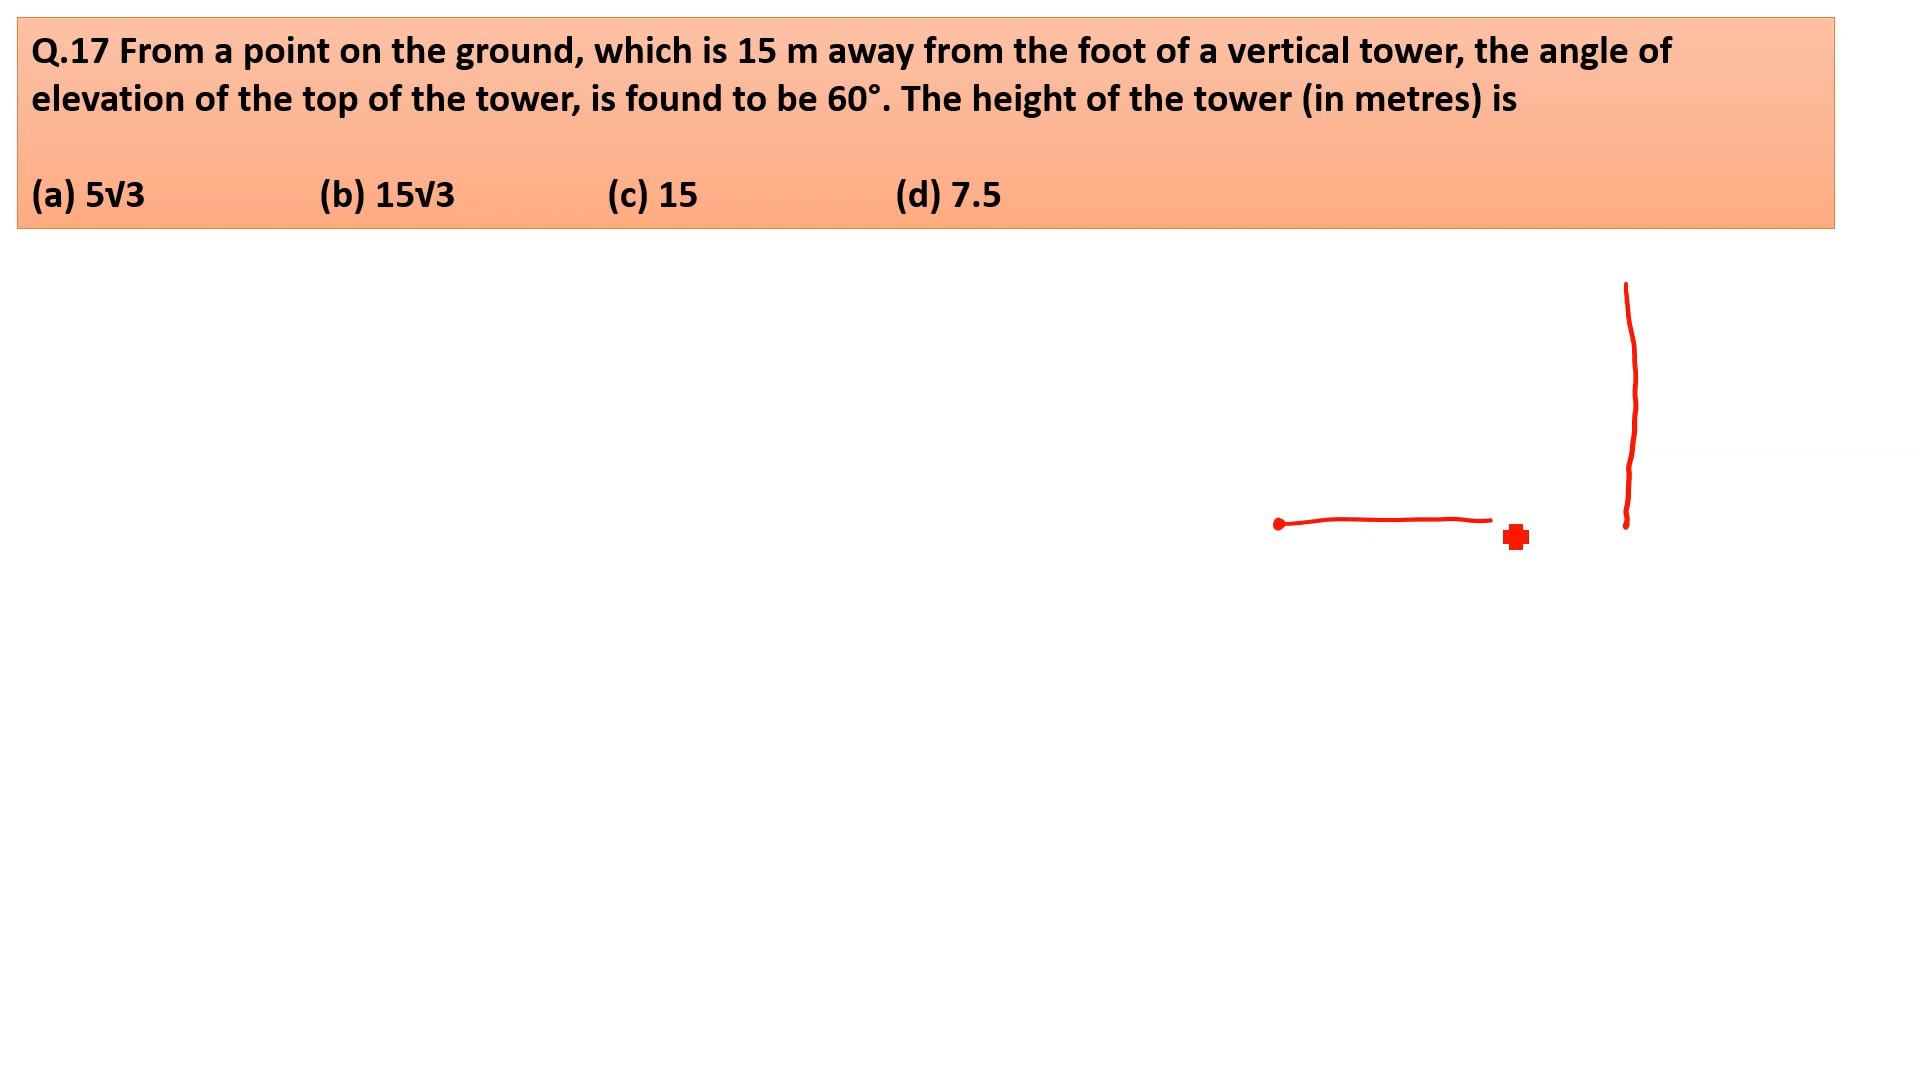 Q.17 From a point on the ground, which is 15 m away from the foot of a vertical tower, the angle of
elevation of the top of the tower, is found to be 60°. The height of the tower (in metres) is
(a) 5√3 (b) 15√3 (c) 15 (d) 7.5